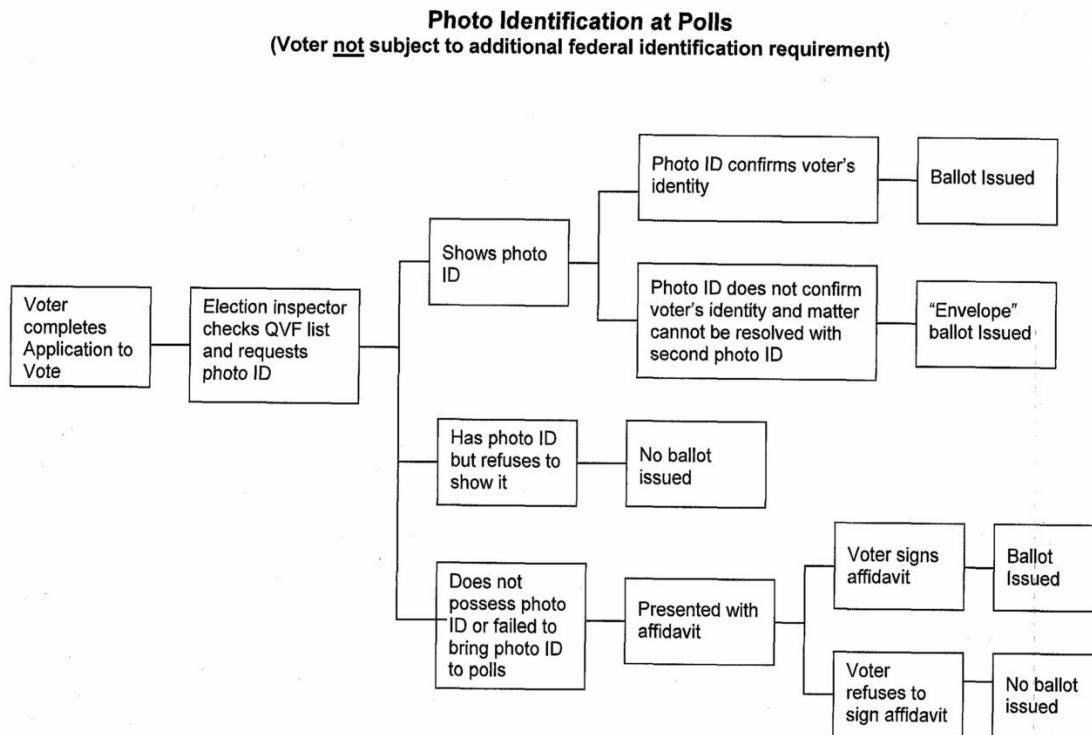 Photo Identification at Polls
(Voter not subject to additional federal identification requirement)
Photo ID confirms voter's
identity
Ballot Issued
Shows photo
ID
Photo ID does not confirm
voter's identity and matter
cannot be resolved with
second photo ID
"Envelope"
ballot Issued
Voter
completes
Application to
Vote
Election inspector
checks QVF list
and requests
photo ID
Has photo ID
but refuses to
show it
No ballot
issued
Does not
possess photo
ID or failed to
bring photo ID
to polls
Presented with
affidavit
Voter signs
affidavit
Ballot
Issued
Voter
refuses to
sign affidavit
No ballot
issued